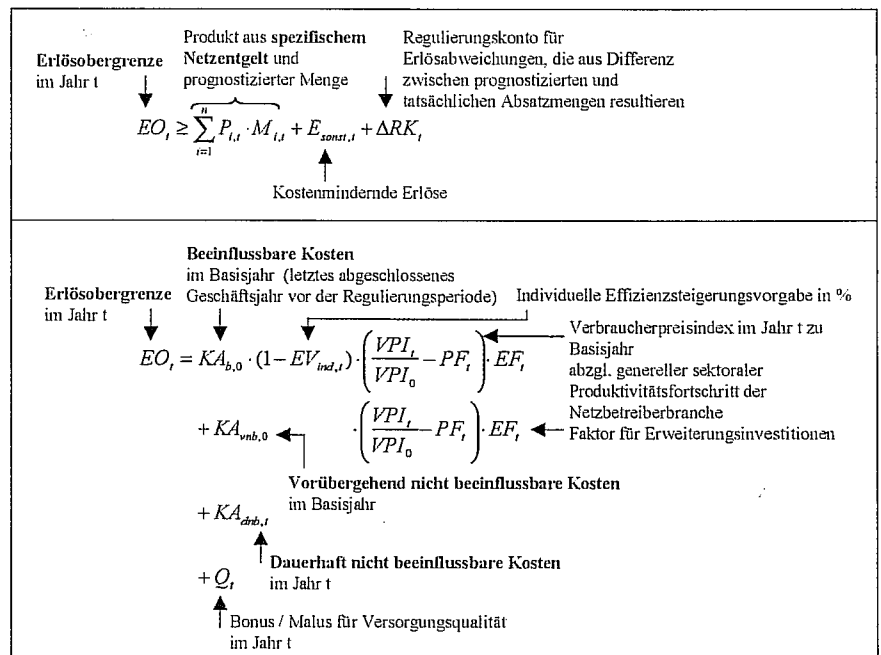 Erlösobergrenze
im Jahr t
Produkt aus spezifischem
Netzentgelt und
prognostizierter Menge
Regulierungskonto für
Erlösabweichungen, die aus Differenz
zwischen prognostizierten und
tatsächlichen Absatzmengen resultieren
EO_t ≥ \sum_{i=1}^{n} P_{i,t} · M_{i,t} + E_{sonst,t} + ΔRK_t
Kostenmindernde Erlöse
Beeinflussbare Kosten
im Basisjahr (letztes abgeschlossenes
Geschäftsjahr vor der Regulierungsperiode)
Erlösobergrenze
im Jahr t
Individuelle Effizienzsteigerungsvorgabe in %
EO_t = KA_{b,0} · (1 − EV_{ind,t}) · (VPI_t / VPI_0 − PF_t) · EF_t
Verbraucherpreisindex im Jahr t zu
Basisjahr
abzgl. genereller sektoraler
Produktivitätsfortschritt der
Netzbetreiberbranche
+ KA_{vnb,0} · (VPI_t / VPI_0 − PF_t) · EF_t
Faktor für Erweiterungsinvestitionen
Vorübergehend nicht beeinflussbare Kosten
im Basisjahr
+ KA_{dnb,t}
Dauerhaft nicht beeinflussbare Kosten
im Jahr t
+ Q_t
Bonus / Malus für Versorgungsqualität
im Jahr t